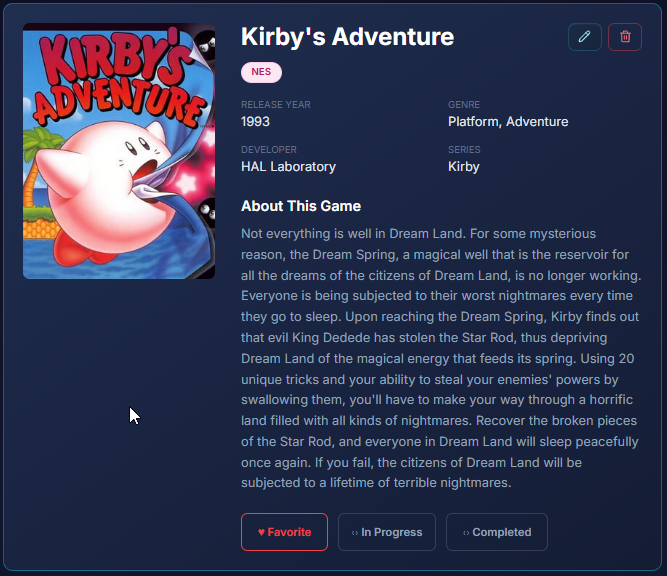 KIRBY'S
ADVENTURE
Kirby's Adventure
NES
RELEASE YEAR
1993
GENRE
Platform, Adventure
DEVELOPER
HAL Laboratory
SERIES
Kirby
About This Game
Not everything is well in Dream Land. For some mysterious
reason, the Dream Spring, a magical well that is the reservoir for
all the dreams of the citizens of Dream Land, is no longer working.
Everyone is being subjected to their worst nightmares every time
they go to sleep. Upon reaching the Dream Spring, Kirby finds out
that evil King Dedede has stolen the Star Rod, thus depriving
Dream Land of the magical energy that feeds its spring. Using 20
unique tricks and your ability to steal your enemies' powers by
swallowing them, you'll have to make your way through a horrific
land filled with all kinds of nightmares. Recover the broken pieces
of the Star Rod, and everyone in Dream Land will sleep peacefully
once again. If you fail, the citizens of Dream Land will be
subjected to a lifetime of terrible nightmares.
♥ Favorite
‹› In Progress
‹› Completed